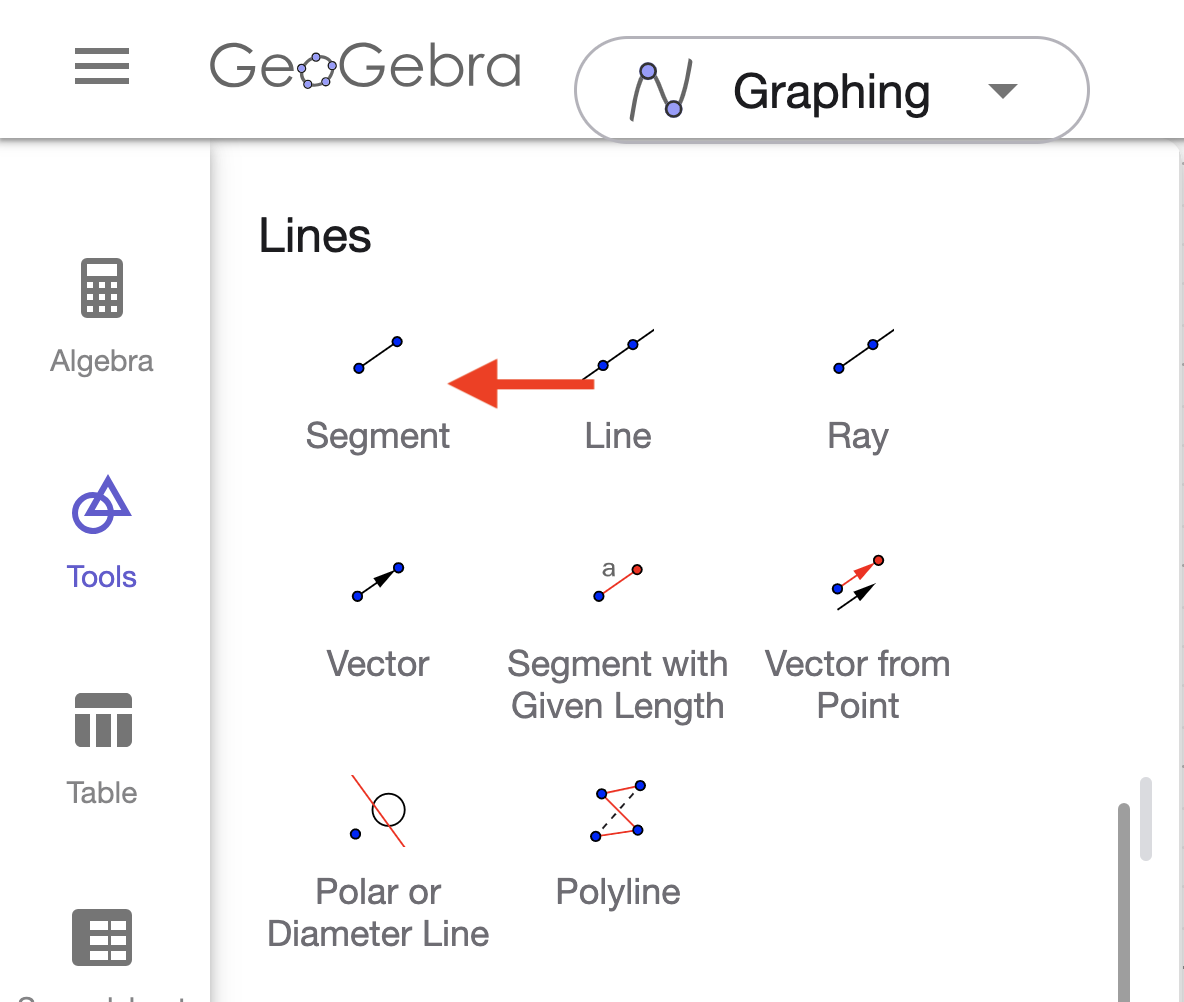 GeoGebra
Graphing
Lines
Algebra
Segment
Line
Ray
Tools
a
Vector
Segment with
Given Length
Vector from
Point
Table
Polar or
Diameter Line
Polyline